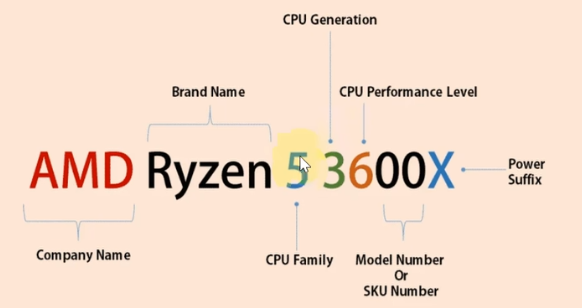 CPU Generation
Brand Name
CPU Performance Level
AMD Ryzen 5 3600X
Power
Suffix
Company Name
CPU Family
Model Number
Or
SKU Number